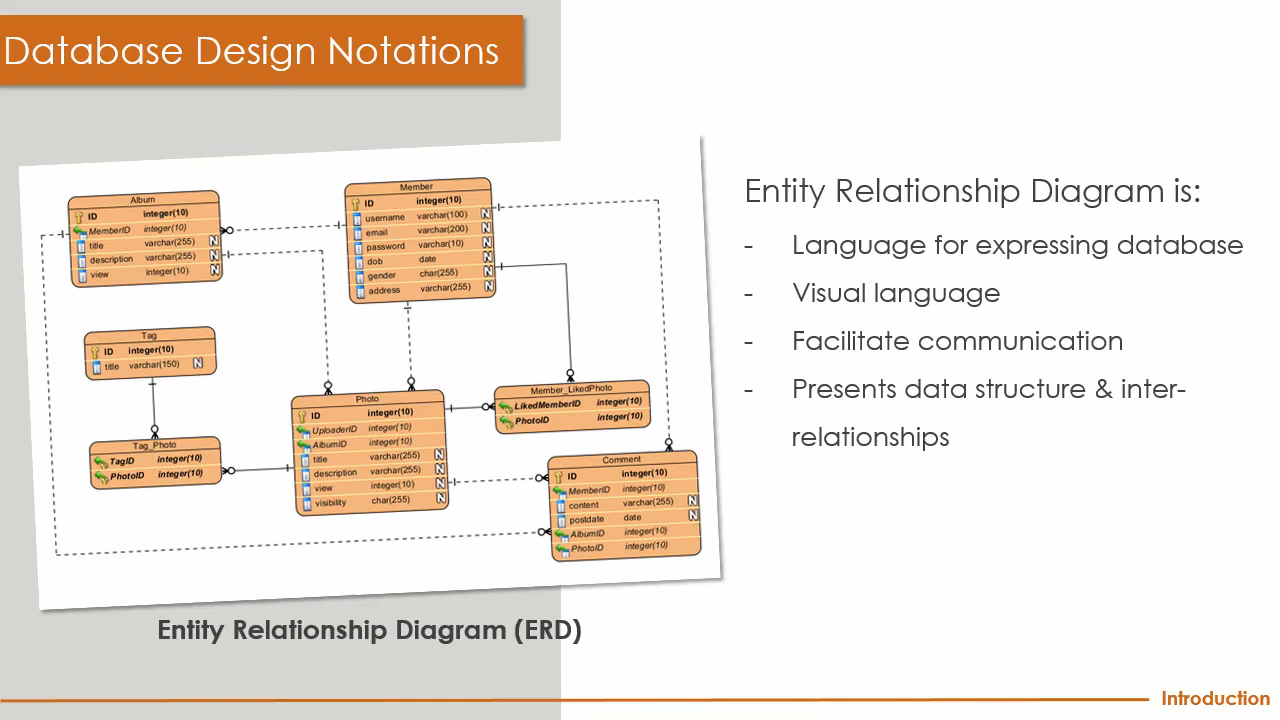 Database Design Notations
Album
ID integer(10)
MemberID integer(10)
title varchar(255) N
description varchar(255) N
view integer(10) N
Member
ID integer(10)
username varchar(100) N
email varchar(200) N
password varchar(10) N
dob date N
gender char(255) N
address varchar(255) N
Tag
ID integer(10)
title varchar(150) N
Tag_Photo
TagID integer(10)
PhotoID integer(10)
Photo
ID integer(10)
UploaderID integer(10)
AlbumID integer(10)
title varchar(255) N
description varchar(255) N
view integer(10) N
visibility char(255) N
Member_LikedPhoto
LikedMemberID integer(10)
PhotoID integer(10)
Comment
ID integer(10)
MemberID integer(10)
content varchar(255) N
postdate date N
AlbumID integer(10)
PhotoID integer(10)
Entity Relationship Diagram (ERD)
Entity Relationship Diagram is:
- Language for expressing database
- Visual language
- Facilitate communication
- Presents data structure & inter-
relationships
Introduction